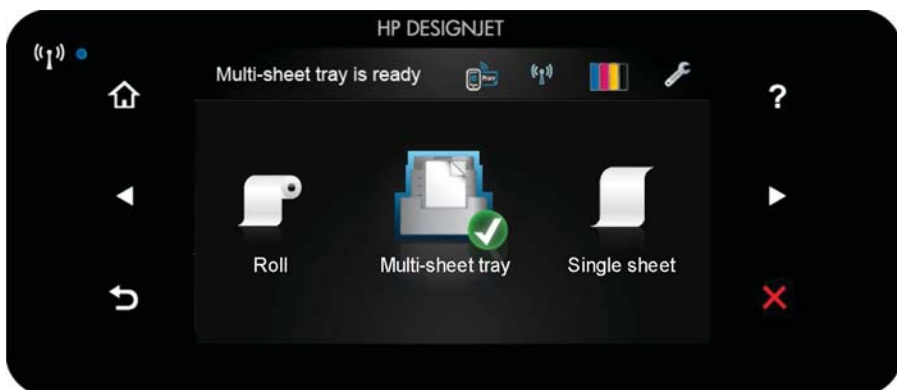 HP DESIGNJET
Multi-sheet tray is ready
?
Roll
Multi-sheet tray
Single sheet